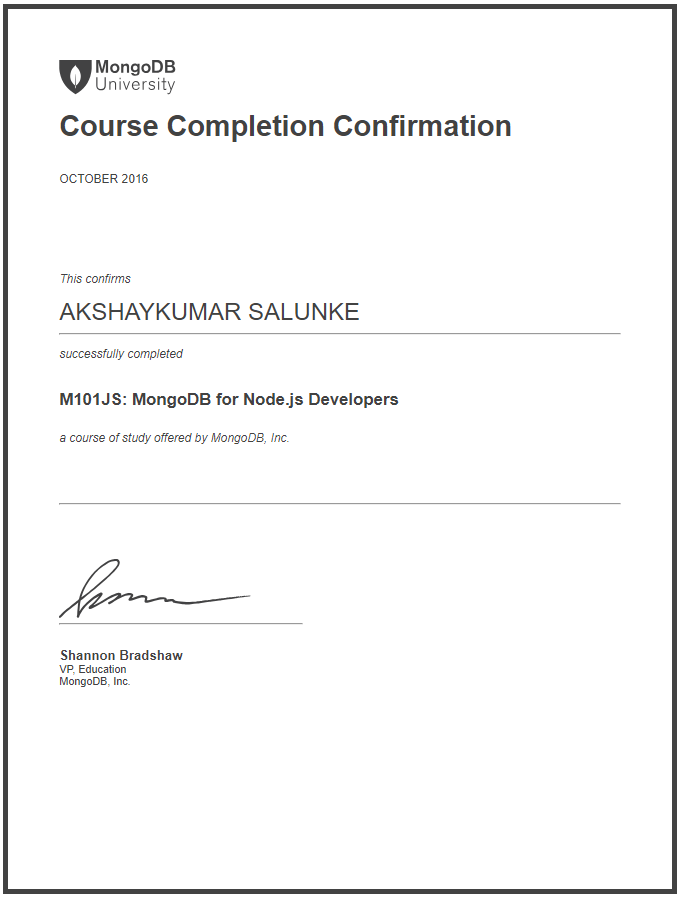 MongoDB
University
Course Completion Confirmation
OCTOBER 2016
This confirms
AKSHAYKUMAR SALUNKE
successfully completed
M101JS: MongoDB for Node.js Developers
a course of study offered by MongoDB, Inc.
Shannon Bradshaw
VP, Education
MongoDB, Inc.